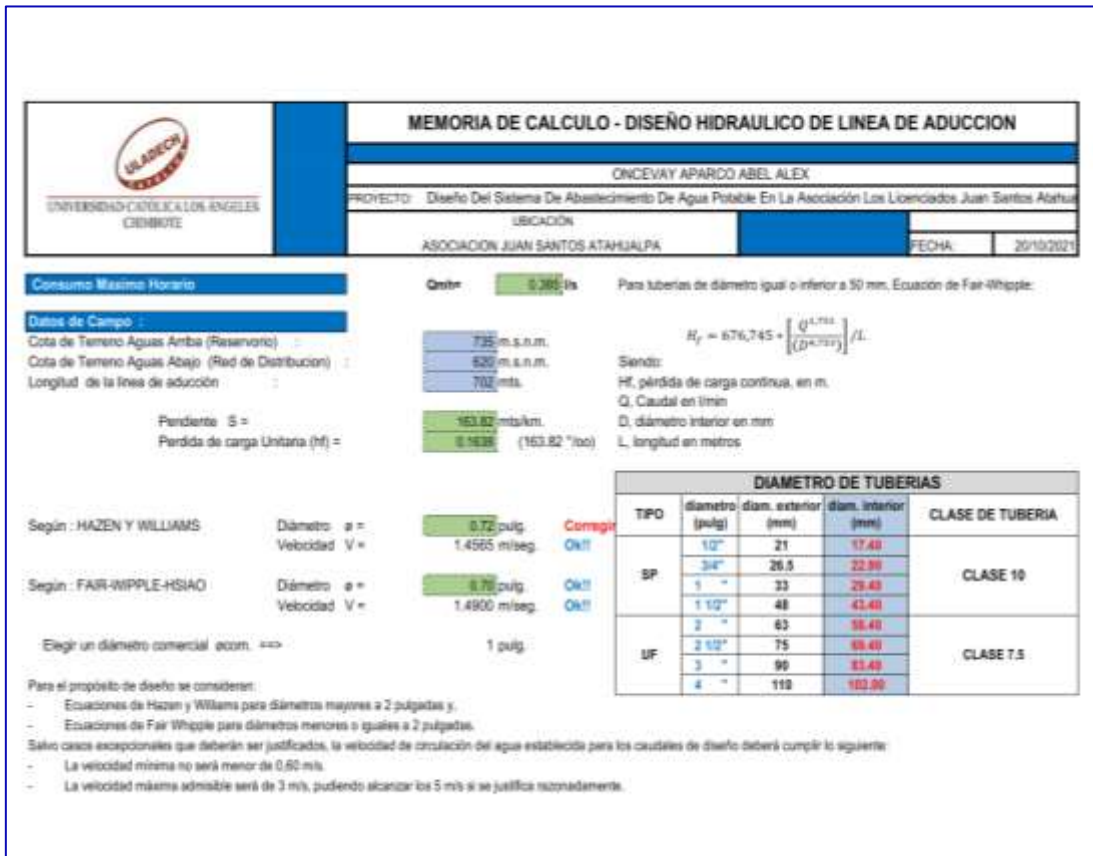 MEMORIA DE CALCULO - DISEÑO HIDRAULICO DE LINEA DE ADUCCION
ULADECH
CATOLICA
UNIVERSIDAD CATÓLICA LOS ÁNGELES
CHIMBOTE
ONCEVAY APARCO ABEL ALEX
PROYECTO: Diseño Del Sistema De Abastecimiento De Agua Potable En La Asociación Los Licenciados Juan Santos Atahua
UBICACIÓN
ASOCIACION JUAN SANTOS ATAHUALPA
FECHA: 20/10/2021
Consumo Maximo Horario Qmh= l/s
Para tuberías de diámetro igual o inferior a 50 mm, Ecuación de Fair-Whipple:
Datos de Campo :
Cota de Terreno Aguas Arriba (Reservorio) : 735 m.s.n.m.
Cota de Terreno Aguas Abajo (Red de Distribucion) : 620 m.s.n.m.
Longitud de la linea de aducción : 702 mts.
Pendiente S = 163.82 mts/km.
Perdida de carga Unitaria (hf) = 0.1638 (163.82 °/oo)
Siendo:
Hf, pérdida de carga continua, en m.
Q, Caudal en l/min
D, diámetro interior en mm
L, longitud en metros
Según : HAZEN Y WILLIAMS Diámetro ø = 0.72 pulg. Corregir
Velocidad V = 1.4565 m/seg. Ok!!
Según : FAIR-WIPPLE-HSIAO Diámetro ø = 0.70 pulg. Ok!!
Velocidad V = 1.4900 m/seg. Ok!!
Elegir un diámetro comercial øcom. ==> 1 pulg.
DIAMETRO DE TUBERIAS
TIPO diametro (pulg) diam. exterior (mm) diam. interior (mm) CLASE DE TUBERIA
SP CLASE 10
1/2" 21 17.40
3/4" 26.5 22.90
1 " 33 29.40
1 1/2" 48 43.40
UF CLASE 7.5
2 " 63 58.40
2 1/2" 75 69.40
3 " 90 83.40
4 " 110 102.00
Para el propósito de diseño se consideran:
- Ecuaciones de Hazen y Williams para diámetros mayores a 2 pulgadas y,
- Ecuaciones de Fair Whipple para diámetros menores o iguales a 2 pulgadas.
Salvo casos excepcionales que deberán ser justificados, la velocidad de circulación del agua establecida para los caudales de diseño deberá cumplir lo siguiente:
- La velocidad mínima no será menor de 0,60 m/s.
- La velocidad máxima admisible será de 3 m/s, pudiendo alcanzar los 5 m/s si se justifica razonadamente.